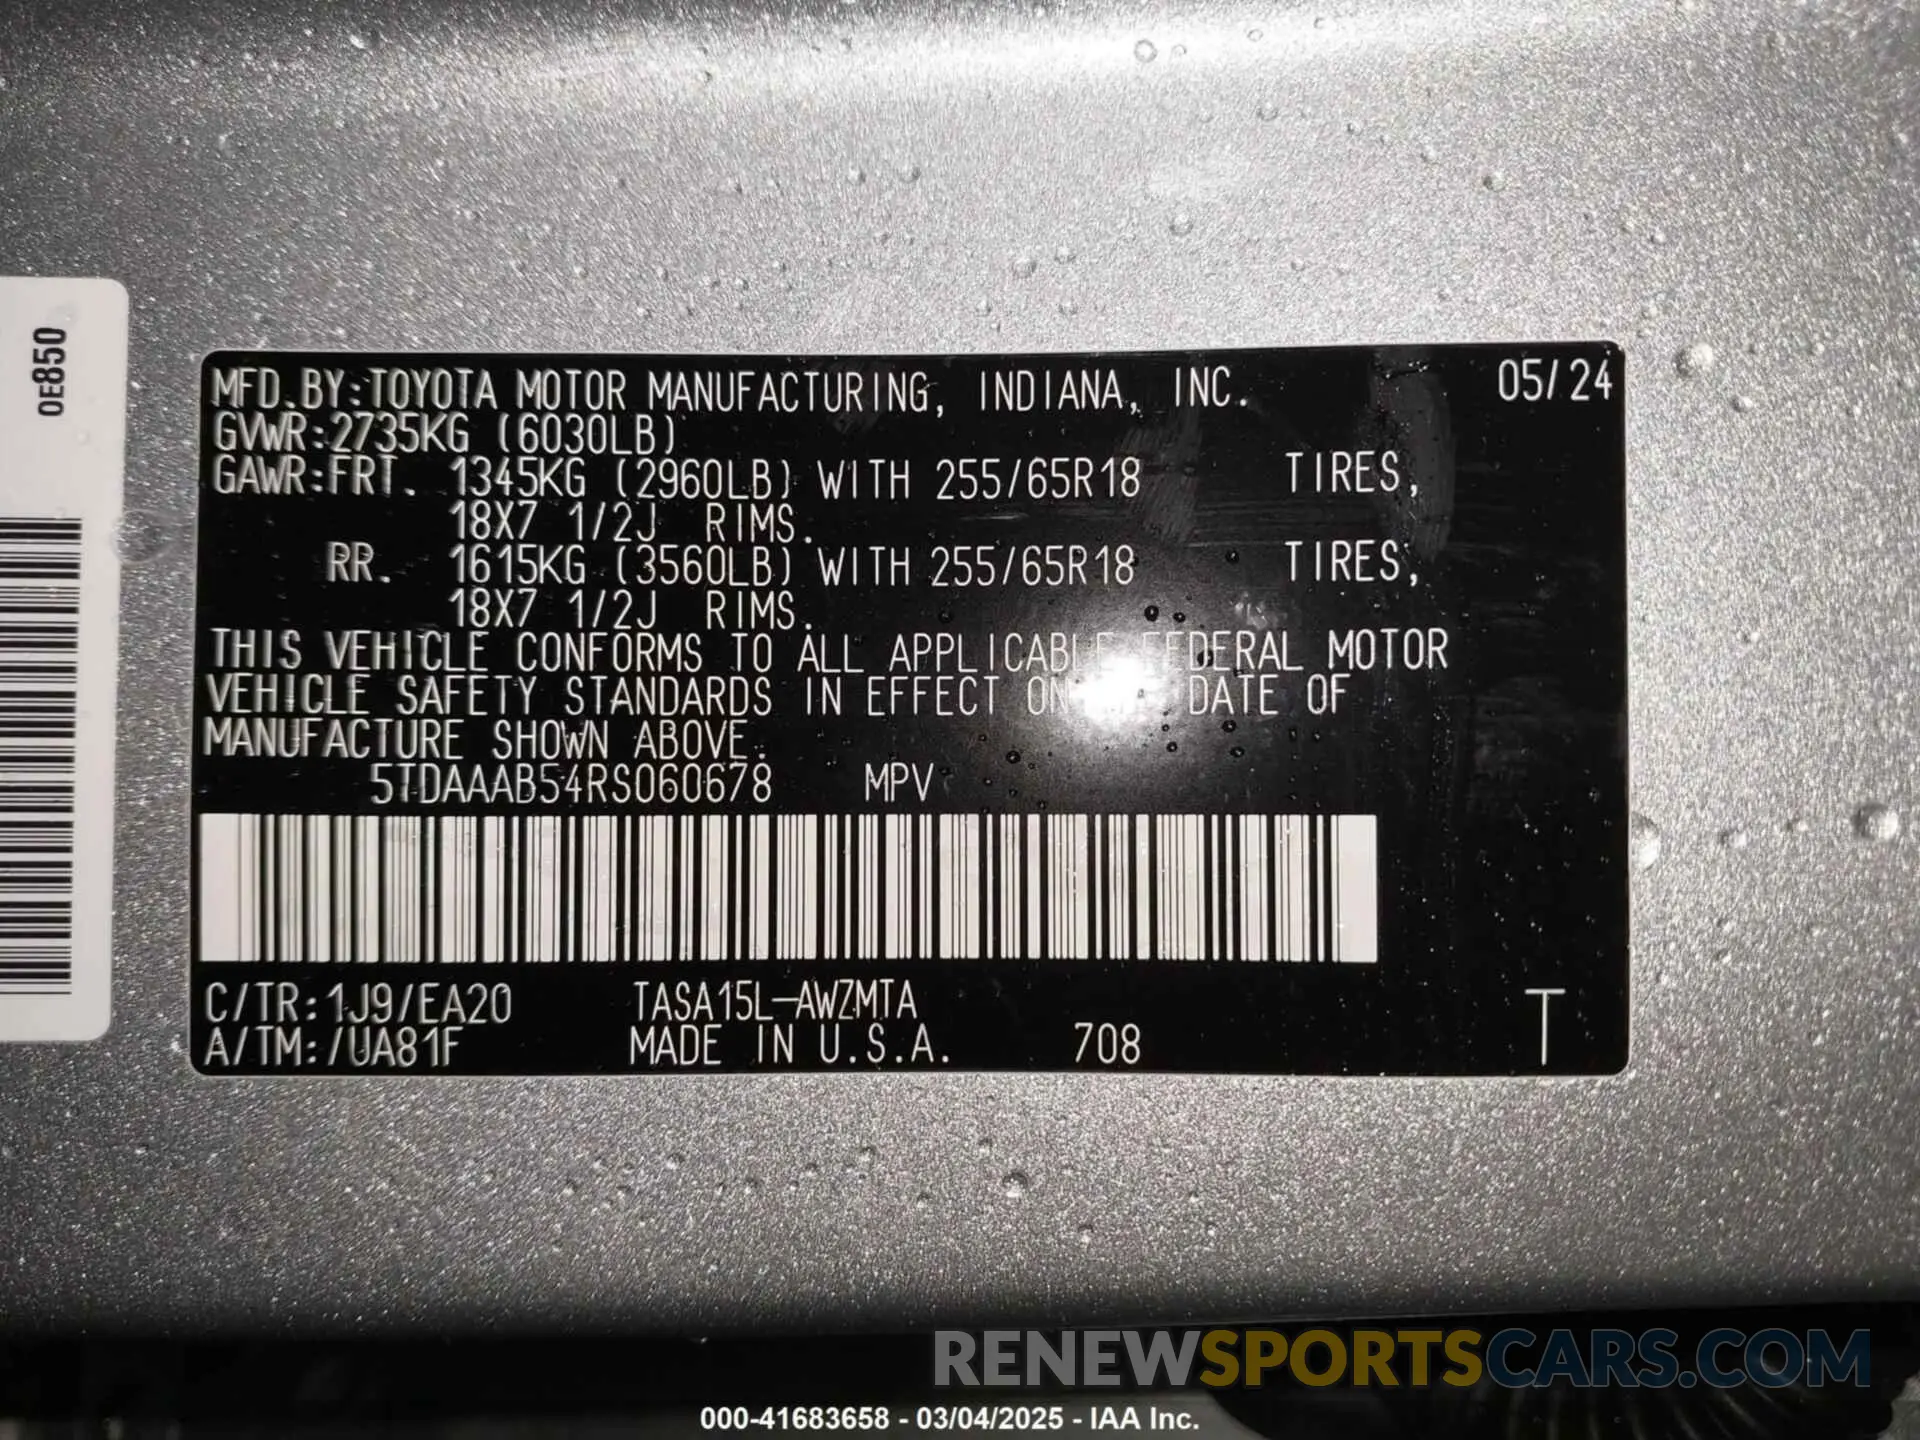 0E850
MFD.BY:TOYOTA MOTOR MANUFACTURING, INDIANA, INC. 05/24
GVWR:2735KG (6030LB)
GAWR:FRT. 1345KG (2960LB) WITH 255/65R18 TIRES,
18X7 1/2J RIMS.
RR. 1615KG (3560LB) WITH 255/65R18 TIRES,
18X7 1/2J RIMS.
THIS VEHICLE CONFORMS TO ALL APPLICABLE FEDERAL MOTOR
VEHICLE SAFETY STANDARDS IN EFFECT ON DATE OF
MANUFACTURE SHOWN ABOVE.
5TDAAAB54RS060678 MPV
C/TR:1J9/EA20 TASA15L-AWZMTA
A/TM:/UA81F MADE IN U.S.A. 708 T
RENEWSPORTSCARS.COM
000-41683658 - 03/04/2025 - IAA Inc.